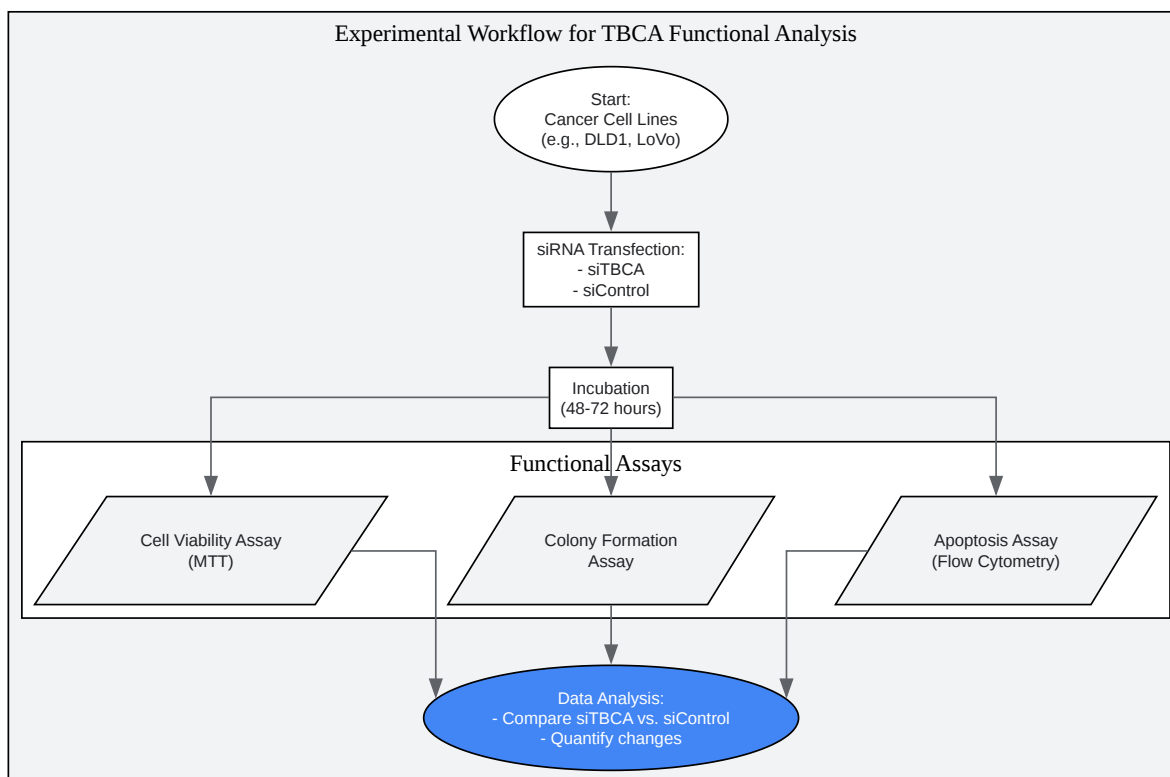 Experimental Workflow for TBCA Functional Analysis
Start:
Cancer Cell Lines
(e.g., DLD1, LoVo)
siRNA Transfection:
- siTBCA
- siControl
Incubation
(48-72 hours)
Functional Assays
Cell Viability Assay
(MTT)
Colony Formation
Assay
Apoptosis Assay
(Flow Cytometry)
Data Analysis:
- Compare siTBCA vs. siControl
- Quantify changes